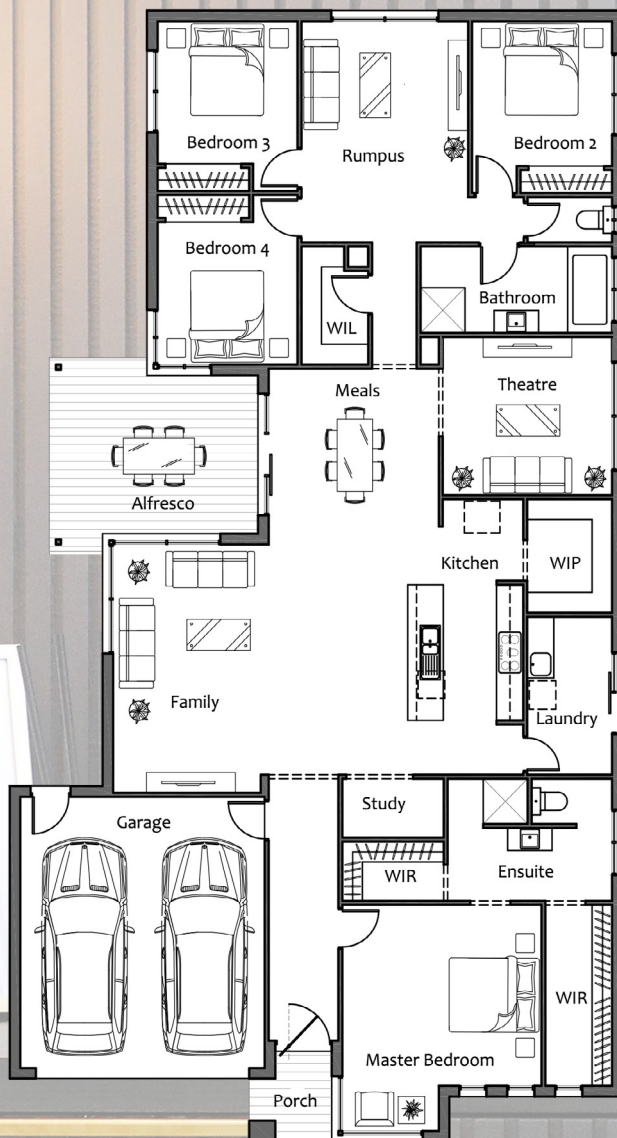 Bedroom 3
Rumpus
Bedroom 2
Bedroom 4
Bathroom
WIL
Meals
Theatre
Alfresco
Kitchen
WIP
Family
Laundry
Study
Garage
WIR
Ensuite
WIR
Master Bedroom
Porch